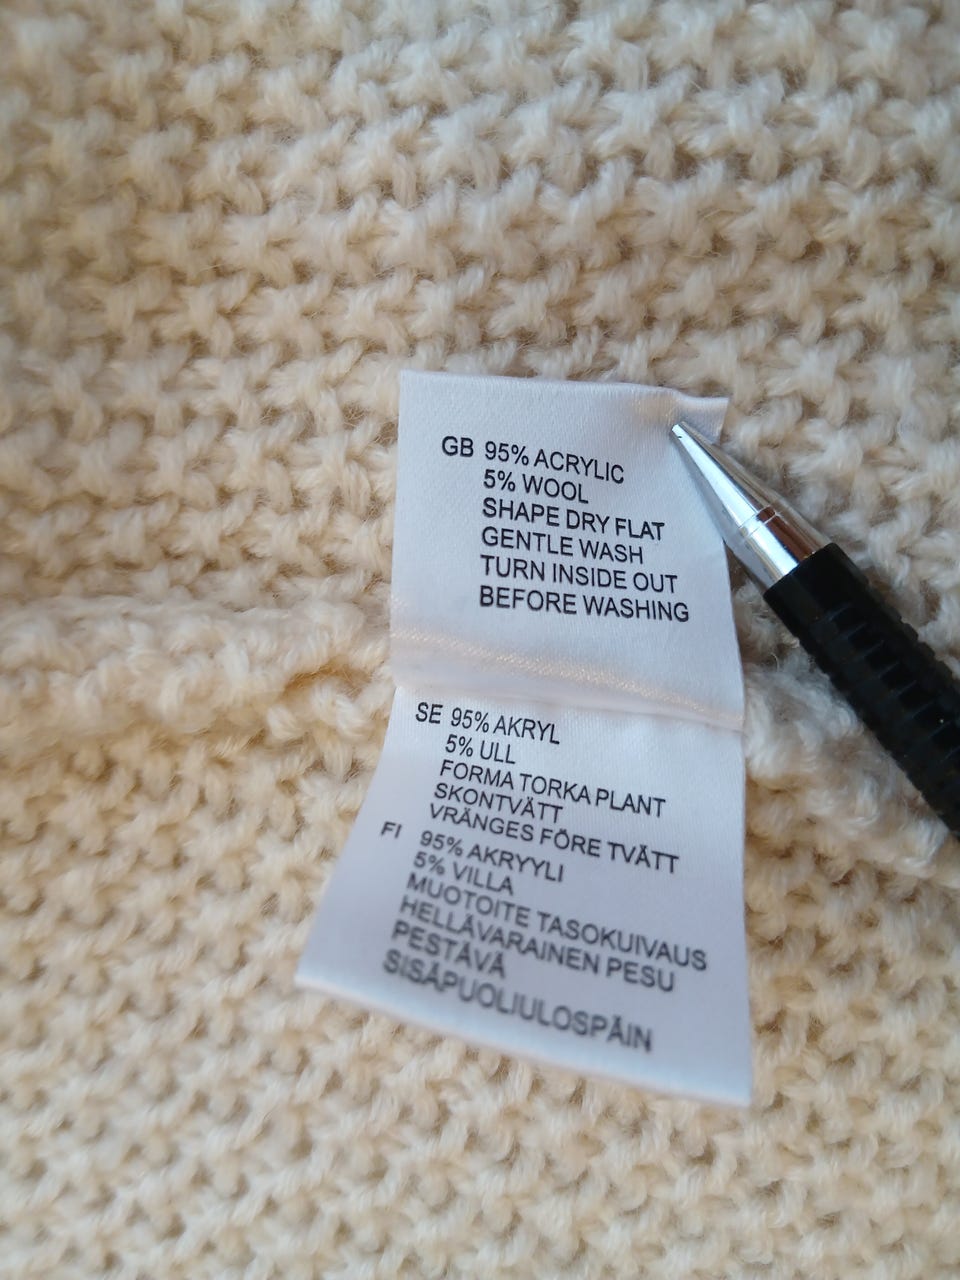 GB 95% ACRYLIC
5% WOOL
SHAPE DRY FLAT
GENTLE WASH
TURN INSIDE OUT
BEFORE WASHING
SE 95% AKRYL
5% ULL
FORMA TORKA PLANT
SKONTVÄTT
VRÄNGES FÖRE TVÄTT
FI 95% AKRYYLI
5% VILLA
MUOTOITE TASOKUIVAUS
HELLÄVARAINEN PESU
PESTÄVÄ
SISÄPUOLIULOSPÄIN